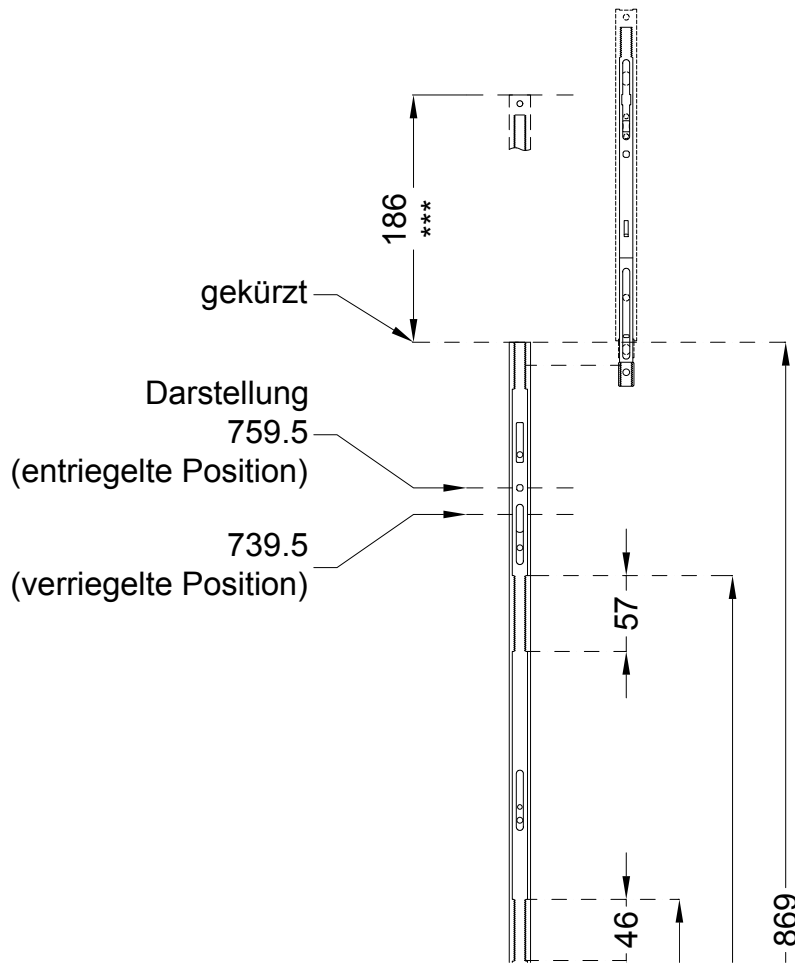 186
***
gekürzt
Darstellung
759.5
(entriegelte Position)
739.5
(verriegelte Position)
57
46
869